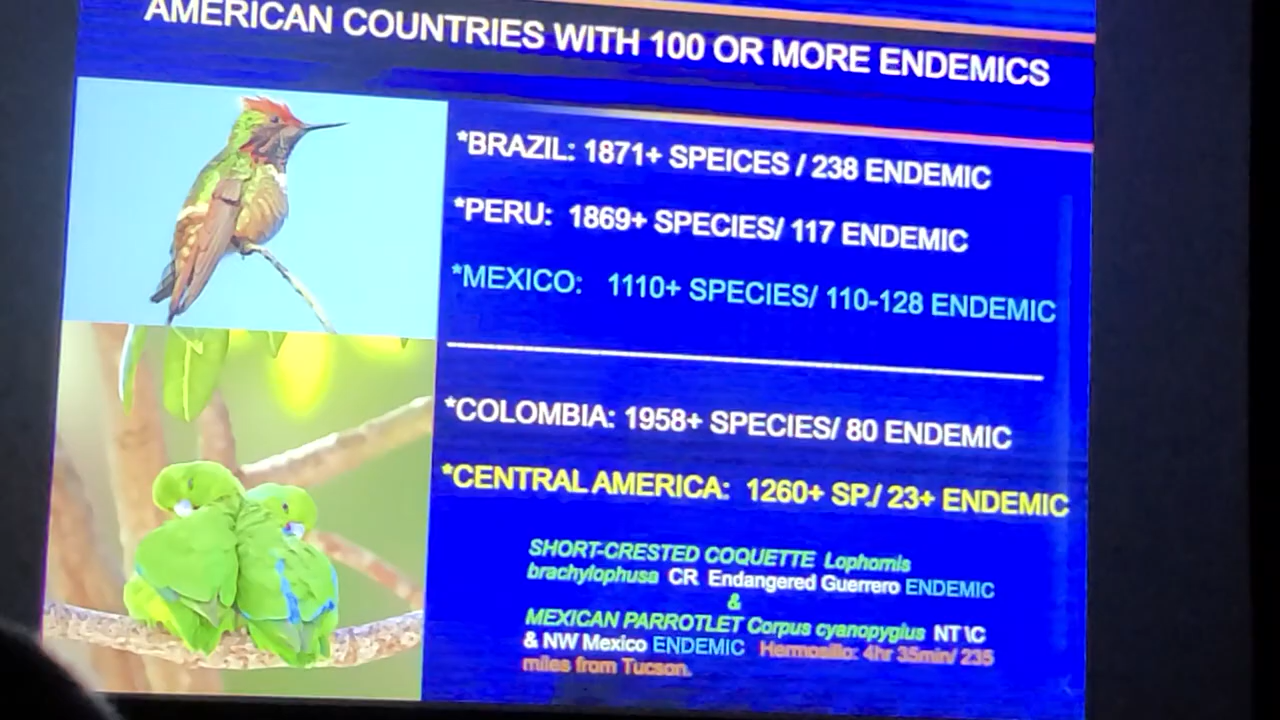 AMERICAN COUNTRIES WITH 100 OR MORE ENDEMICS
*BRAZIL: 1871+ SPEICES / 238 ENDEMIC
*PERU: 1869+ SPECIES/ 117 ENDEMIC
*MEXICO: 1110+ SPECIES/ 110-128 ENDEMIC
*COLOMBIA: 1958+ SPECIES/ 80 ENDEMIC
*CENTRAL AMERICA: 1260+ SP./ 23+ ENDEMIC
SHORT-CRESTED COQUETTE Lophornis
brachylophusa CR Endangered Guerrero ENDEMIC
&
MEXICAN PARROTLET Corpus cyanopygius NT \C
& NW Mexico ENDEMIC Hermosillo: 4hr 35min/ 235
miles from Tucson.